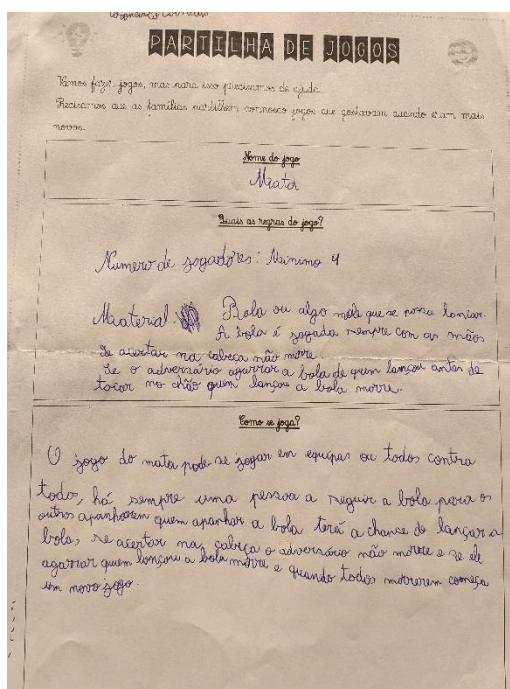 PARTILHA DE JOGOS
Vamos fazer jogos, mas para isso precisamos de ajuda.
Precisamos que as famílias partilhem connosco jogos que gostavam quando eram mais
novos.
Nome do jogo
Maata
Quais as regras do jogo?
Numero de jogadores: Minimo 4
Maaterial: Bola ou algo mole que se possa lançar.
A bola é jogada sempre com as mãos
Se acertar na cabeça não morre.
Se o adversário agarrar a bola de quem lançou antes de
tocar no chão quem lançou a bola morre.
Como se joga?
O jogo do mata pode se jogar em equipas ou todos contra
todo, há sempre uma pessoa a seguir a bola para os
outros apanharem quem apanhar a bola terá a chance de lançar a
bola, se acertar na cabeça o adversário não morre e se ele
agarrar quem lançou a bola morre e quando todos morrerem começa
um novo jogo.